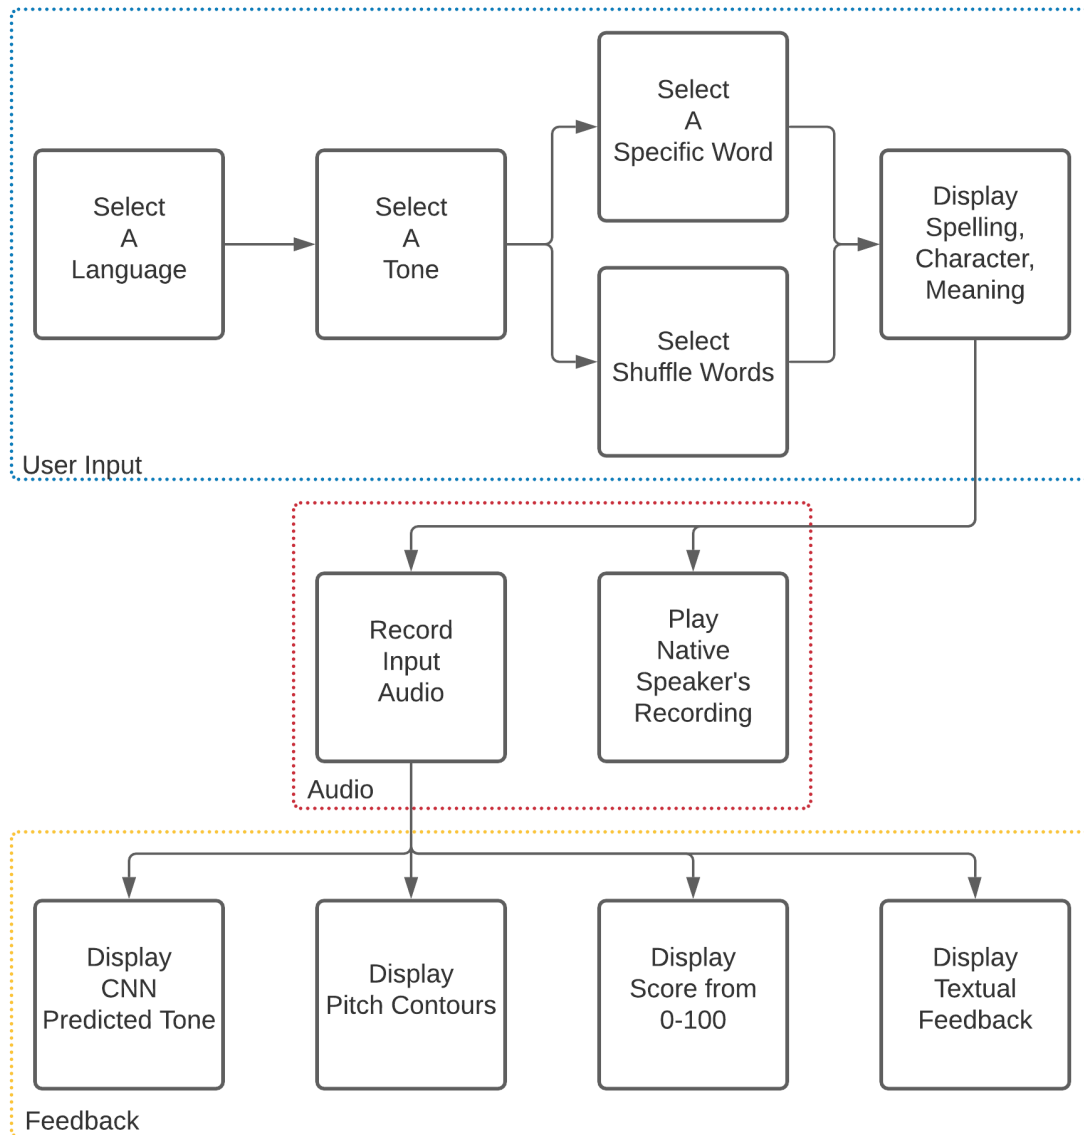 Select
A
Language
Select
A
Tone
Select
A
Specific Word
Select
Shuffle Words
Display
Spelling,
Character,
Meaning
User Input
Record
Input
Audio
Play
Native
Speaker's
Recording
Audio
Display
CNN
Predicted Tone
Display
Pitch Contours
Display
Score from
0-100
Display
Textual
Feedback
Feedback